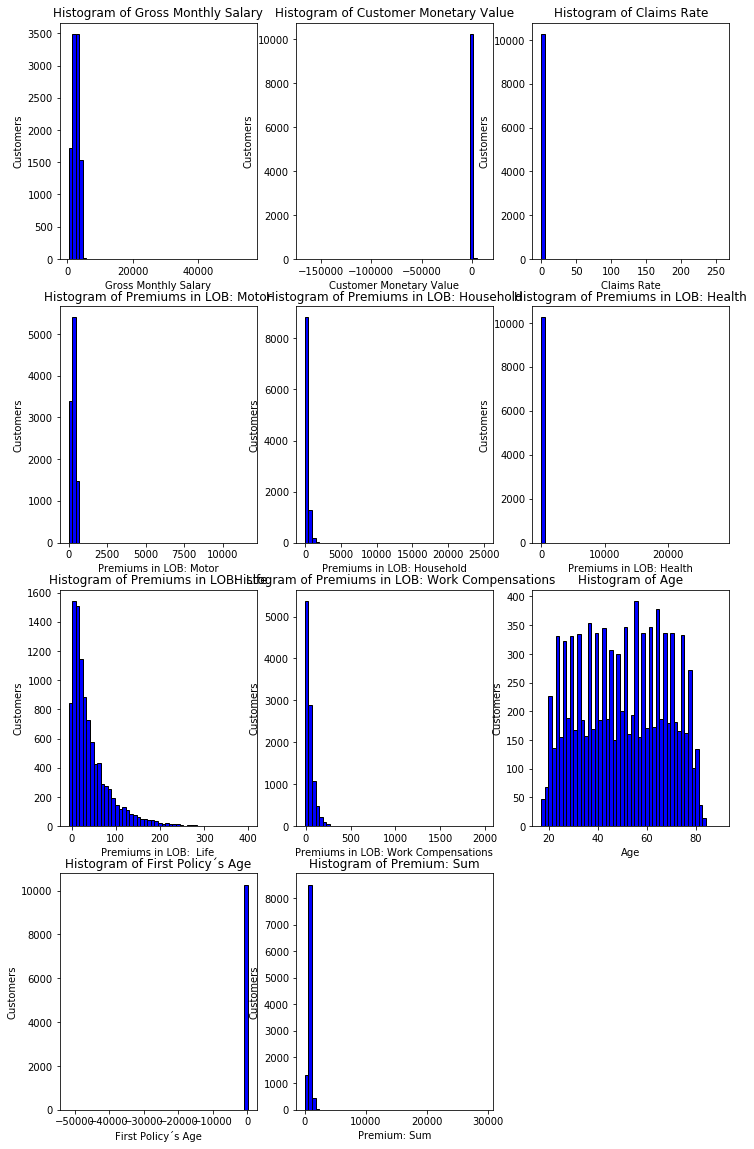 Histogram of Gross Monthly Salary
Customers
3500
3000
2500
2000
1500
1000
500
0
0 20000 40000
Gross Monthly Salary
Histogram of Customer Monetary Value
Customers
10000
8000
6000
4000
2000
0
−150000 −100000 −50000 0
Customer Monetary Value
Histogram of Claims Rate
Customers
10000
8000
6000
4000
2000
0
0 50 100 150 200 250
Claims Rate
Histogram of Premiums in LOB: Motor
Customers
5000
4000
3000
2000
1000
0
0 2500 5000 7500 10000
Premiums in LOB: Motor
Histogram of Premiums in LOB: Household
Customers
8000
6000
4000
2000
0
0 5000 10000 15000 20000 25000
Premiums in LOB: Household
Histogram of Premiums in LOB: Health
Customers
10000
8000
6000
4000
2000
0
0 10000 20000
Premiums in LOB: Health
Histogram of Premiums in LOB: Life
Customers
1600
1400
1200
1000
800
600
400
200
0
0 100 200 300 400
Premiums in LOB: Life
Histogram of Premiums in LOB: Work Compensations
Customers
5000
4000
3000
2000
1000
0
0 500 1000 1500 2000
Premiums in LOB: Work Compensations
Histogram of Age
Customers
400
350
300
250
200
150
100
50
0
20 40 60 80
Age
Histogram of First Policy´s Age
Customers
10000
8000
6000
4000
2000
0
−50000 −40000 −30000 −20000 −10000 0
First Policy´s Age
Histogram of Premium: Sum
Customers
8000
7000
6000
5000
4000
3000
2000
1000
0
0 10000 20000 30000
Premium: Sum